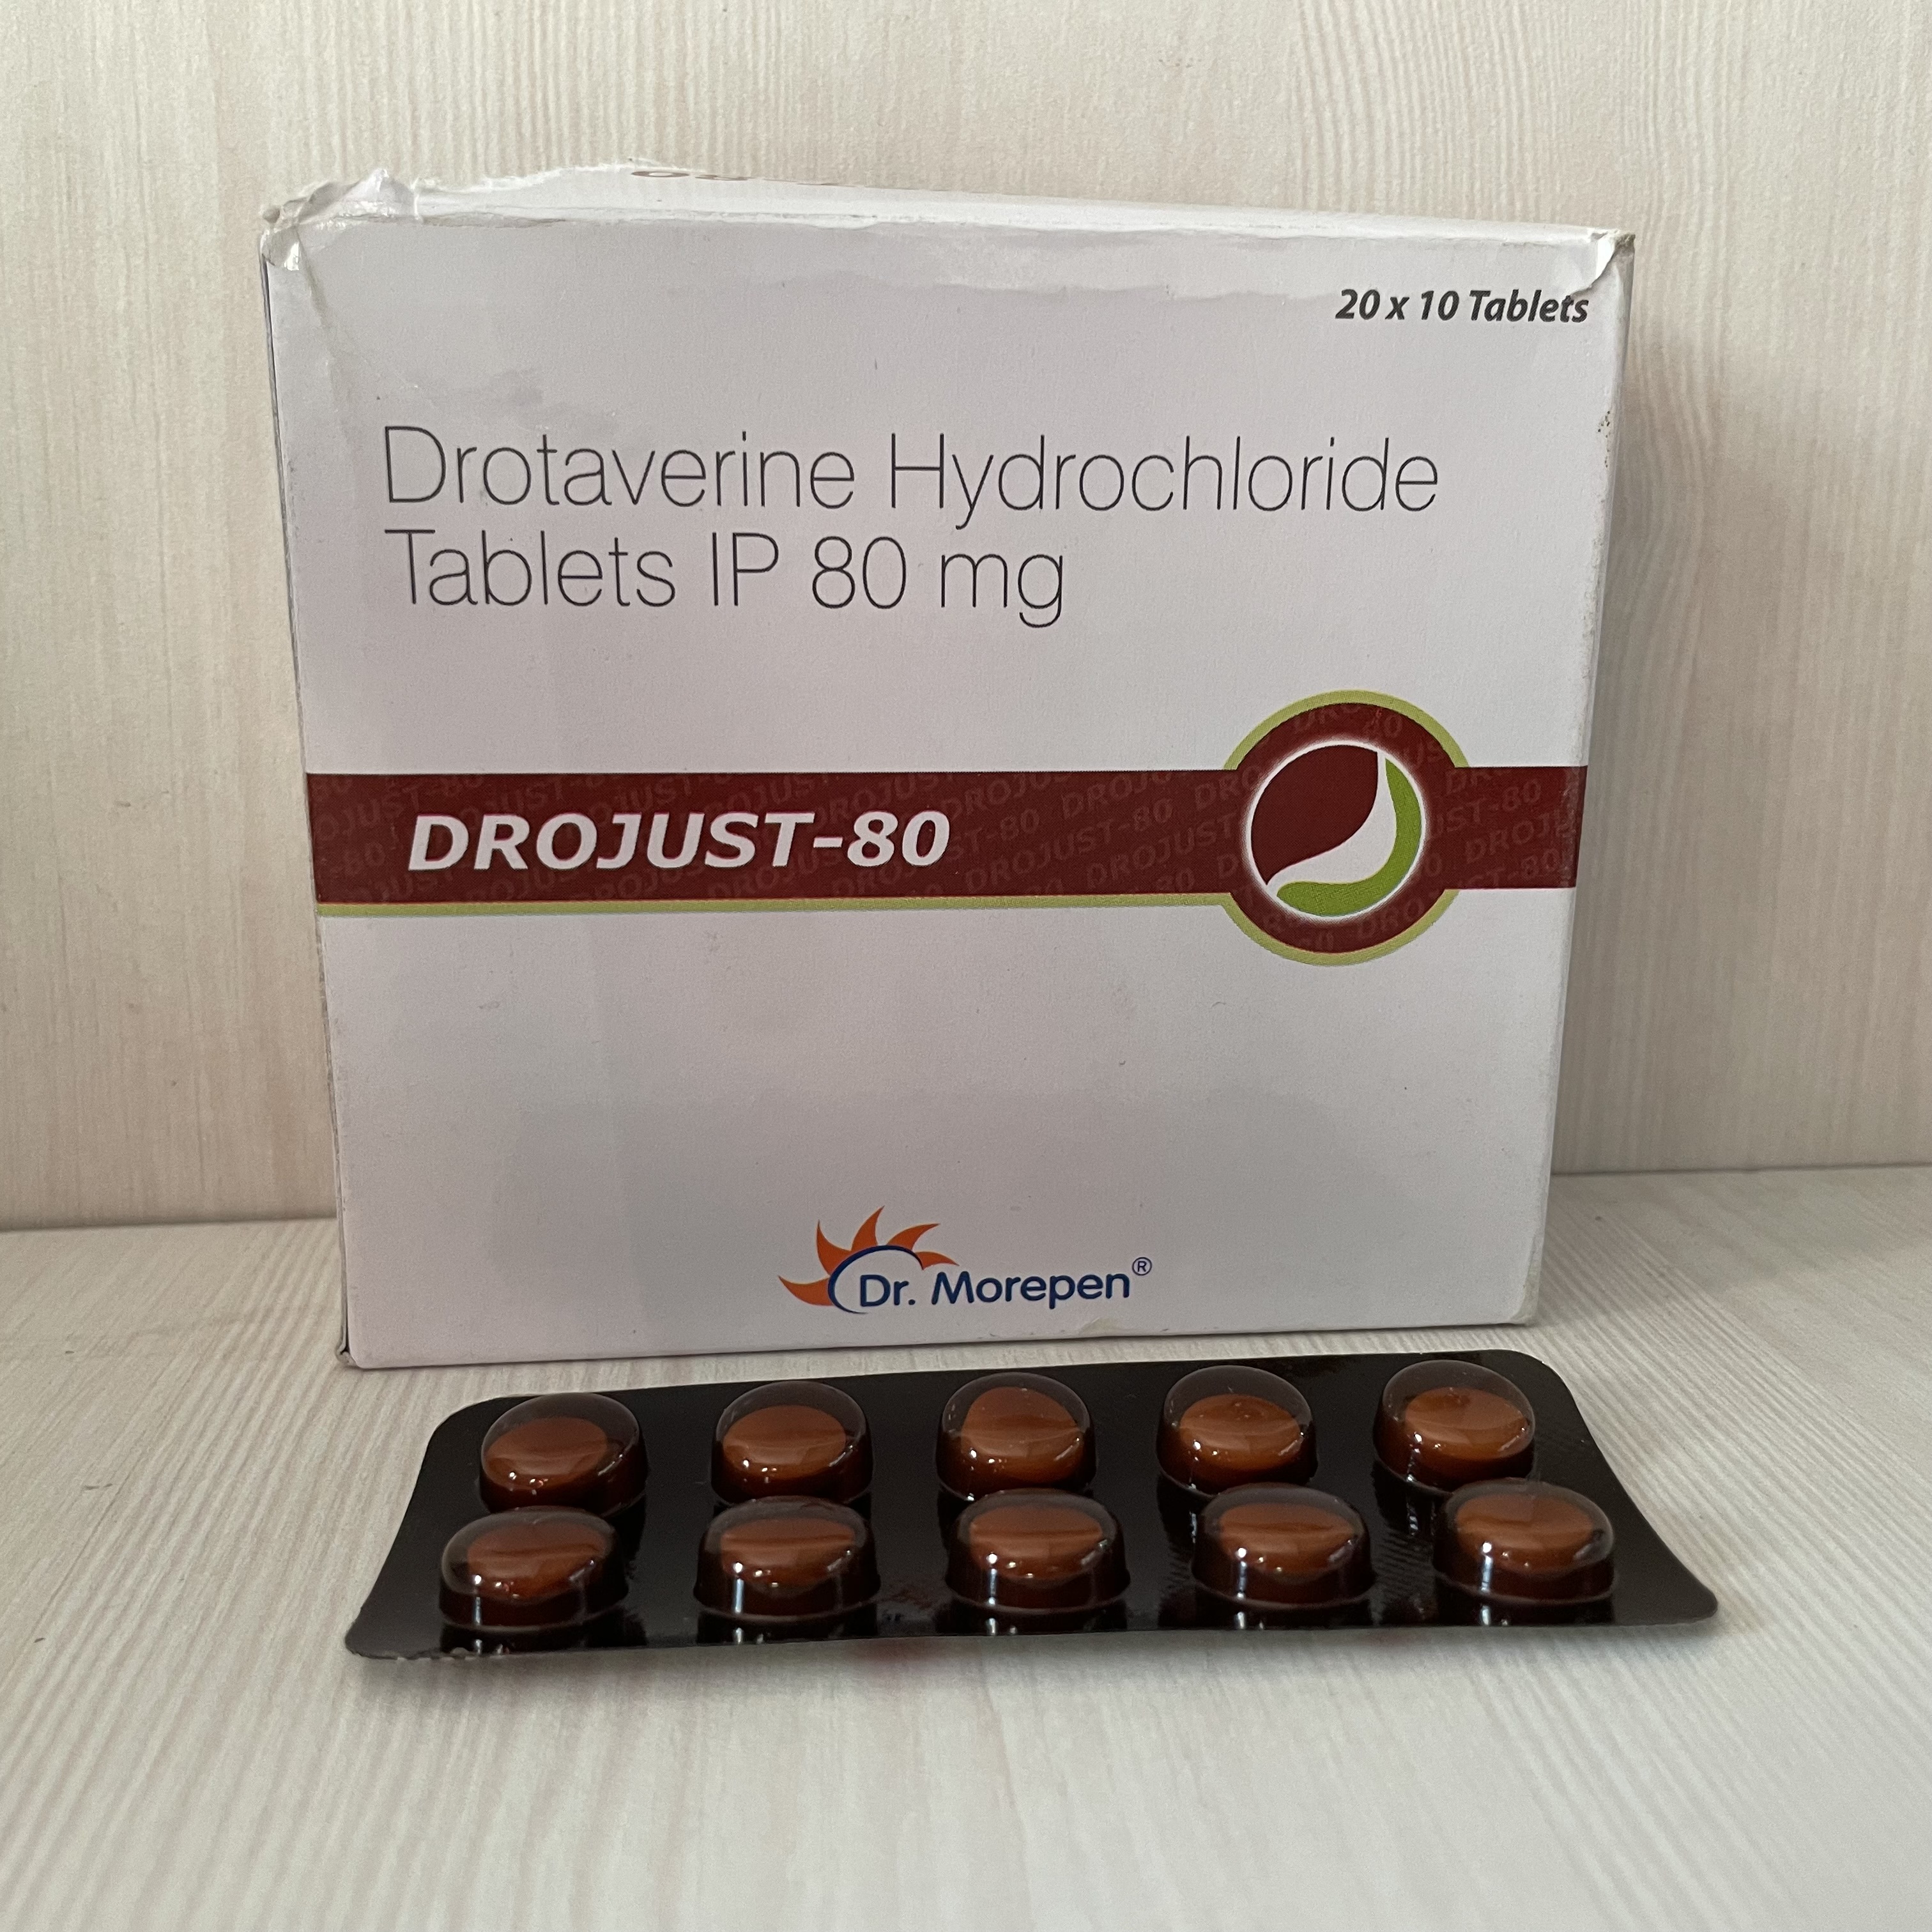 20 x 10 Tablets
Drotaverine Hydrochloride
Tablets IP 80 mg
DROJUST-80
Dr. Morepen®